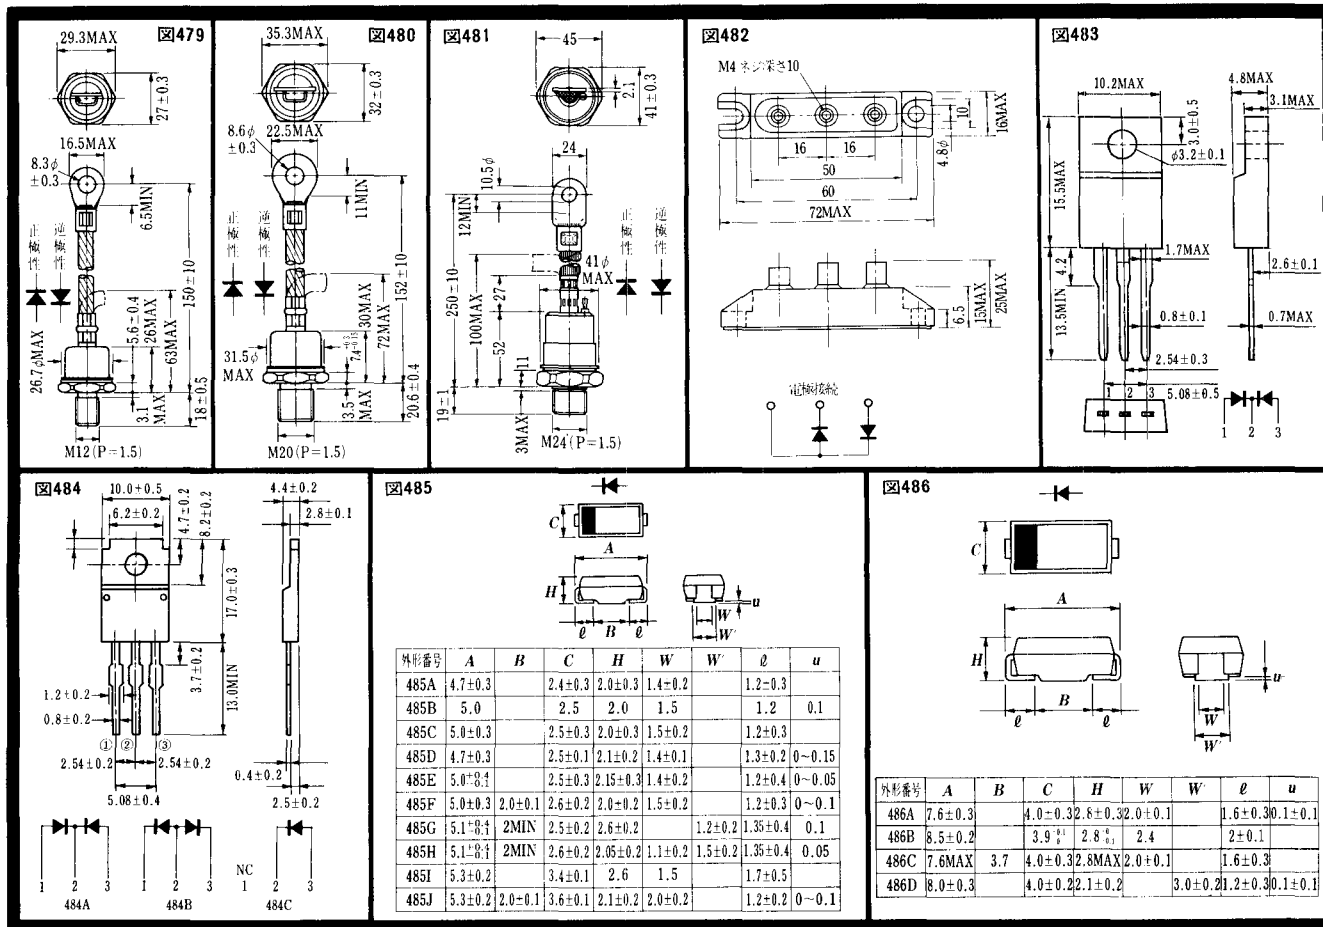 図479
29.3MAX
27±0.3
16.5MAX
8.3φ
±0.3
6.5MIN
正極性
逆極性
150±10
5.6±0.4
26MAX
63MAX
26.7φMAX
3.1
MAX
18±0.5
M12(P=1.5)
図480
35.3MAX
32±0.3
8.6φ
±0.3
22.5MAX
11MIN
正極性
逆極性
152±10
30MAX
72MAX
31.5φ
MAX
3.5
MAX
20.6±0.4
M20(P=1.5)
図481
45
2.1
41±0.3
24
10.5φ
12MIN
正極性
逆極性
41φ
MAX
250±10
100MAX
27
52
11
19±1
3MAX
M24(P=1.5)
図482
M4 ネジ深さ10
10
16MAX
4.8φ
16
16
50
60
72MAX
6.5
15MAX
25MAX
電極接続
図483
10.2MAX
4.8MAX
3.1MAX
3.0±0.5
φ3.2±0.1
15.5MAX
1.7MAX
4.2
2.6±0.1
13.5MIN
0.8±0.1
0.7MAX
2.54±0.3
5.08±0.5
1 2 3
1 2 3
図484
10.0±0.5
6.2±0.2
4.7±0.2
8.2±0.2
4.4±0.2
2.8±0.1
17.0±0.3
3.7±0.2
13.0MIN
1.2±0.2
0.8±0.2
① ② ③
2.54±0.2
2.54±0.2
5.08±0.4
0.4±0.2
2.5±0.2
1 2 3
484A
1 2 3
484B
NC
1 2 3
484C
図485
C
A
H
ℓ B ℓ
W
W'
u
外形番号 A B C H W W' ℓ u
485A 4.7±0.3 2.4±0.3 2.0±0.3 1.4±0.2 1.2±0.3
485B 5.0 2.5 2.0 1.5 1.2 0.1
485C 5.0±0.3 2.5±0.3 2.0±0.3 1.5±0.2 1.2±0.3
485D 4.7±0.3 2.5±0.1 2.1±0.2 1.4±0.1 1.3±0.2 0~0.15
485E 2.5±0.3 2.15±0.3 1.4±0.2 1.2±0.4 0~0.05
485F 5.0±0.3 2.0±0.1 2.6±0.2 2.0±0.2 1.5±0.2 1.2±0.3 0~0.1
485G 2MIN 2.5±0.2 2.6±0.2 1.2±0.2 1.35±0.4 0.1
485H 2MIN 2.6±0.2 2.05±0.2 1.1±0.2 1.5±0.2 1.35±0.4 0.05
485I 5.3±0.2 3.4±0.1 2.6 1.5 1.7±0.5
485J 5.3±0.2 2.0±0.1 3.6±0.1 2.1±0.2 2.0±0.2 1.2±0.2 0~0.1
図486
C
A
H
ℓ B ℓ
W
W'
u
外形番号 A B C H W W' ℓ u
486A 7.6±0.3 4.0±0.3 2.8±0.3 2.0±0.1 1.6±0.3 0.1±0.1
486B 8.5±0.2 2.4 2±0.1
486C 7.6MAX 3.7 4.0±0.3 2.8MAX 2.0±0.1 1.6±0.3
486D 8.0±0.3 4.0±0.2 2.1±0.2 3.0±0.2 1.2±0.3 0.1±0.1